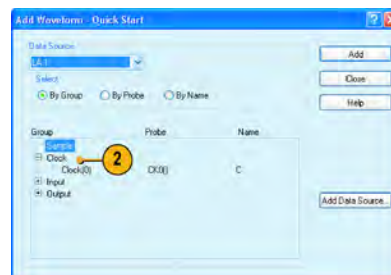 Add Waveform - Quick Start
Data Source
LA 1
Add
Select
Close
By Group By Probe By Name
Help
Group Probe Name
Sample
Clock
2
Clock(0) CK0() C
Input
Output
Add Data Source...